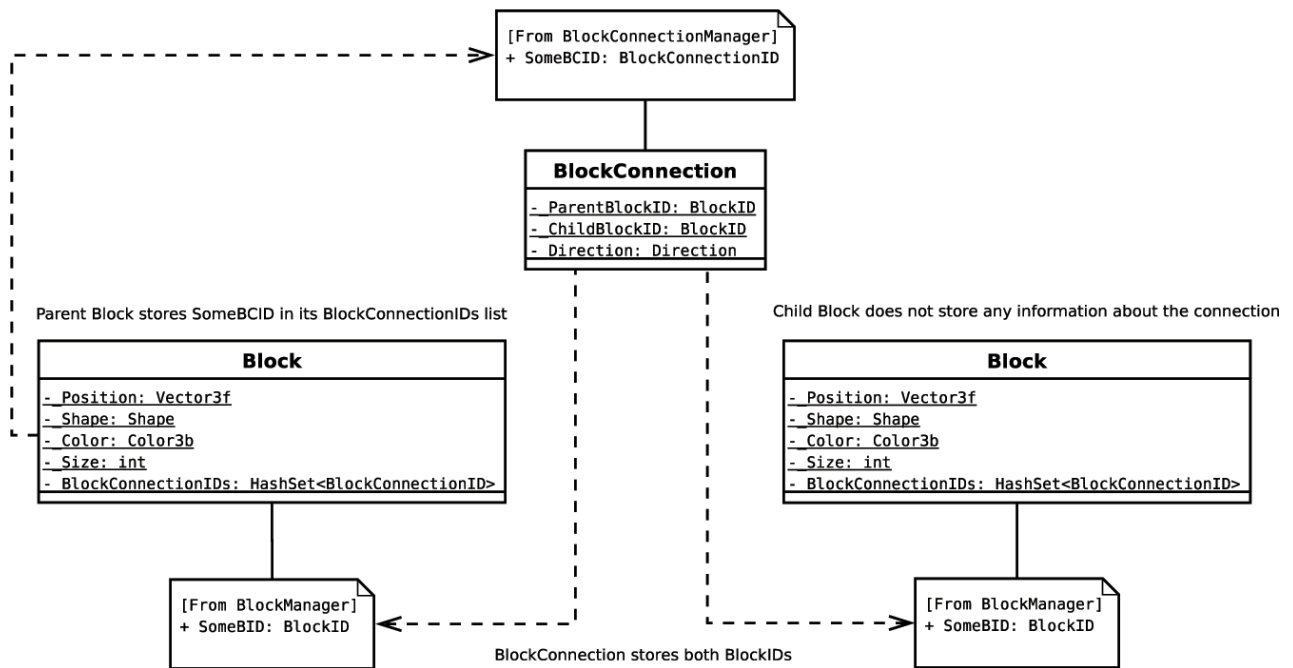 [From BlockConnectionManager]
+ SomeBCID: BlockConnectionID
BlockConnection
- _ParentBlockID: BlockID
- _ChildBlockID: BlockID
- _Direction: Direction
Parent Block stores SomeBCID in its BlockConnectionIDs list
Block
- _Position: Vector3f
- _Shape: Shape
- _Color: Color3b
- _Size: int
- _BlockConnectionIDs: HashSet<BlockConnectionID>
[From BlockManager]
+ SomeBID: BlockID
Child Block does not store any information about the connection
Block
- _Position: Vector3f
- _Shape: Shape
- _Color: Color3b
- _Size: int
- _BlockConnectionIDs: HashSet<BlockConnectionID>
[From BlockManager]
+ SomeBID: BlockID
BlockConnection stores both BlockIDs